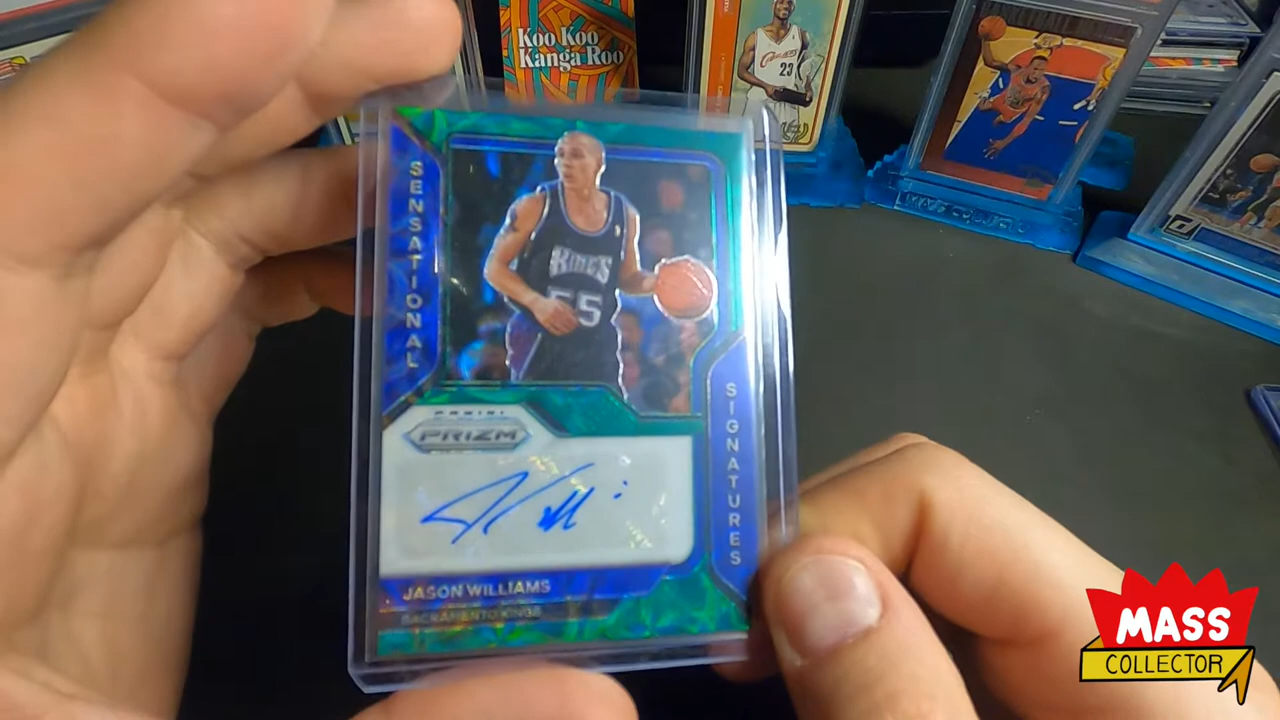 Koo Koo
Kanga Roo
23
SENSATIONAL
KINGS
55
SIGNATURES
PANINI
PRIZM
JASON WILLIAMS
SACRAMENTO KINGS
MASS
COLLECTOR